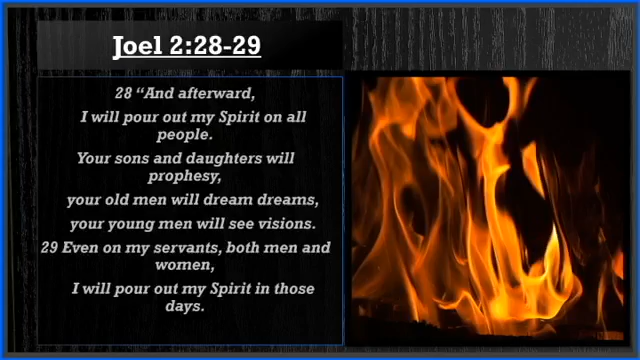 Joel 2:28-29
28 “And afterward,
I will pour out my Spirit on all
people.
Your sons and daughters will
prophesy,
your old men will dream dreams,
your young men will see visions.
29 Even on my servants, both men and
women,
I will pour out my Spirit in those
days.